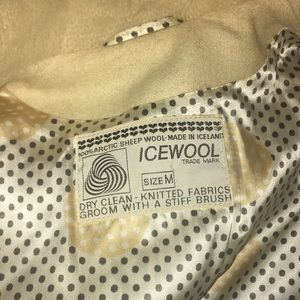 100% ARCTIC SHEEP WOOL-MADE IN ICELAND
ICEWOOL
TRADE MARK
SIZE M
DRY CLEAN-KNITTED FABRICS
GROOM WITH A STIFF BRUSH